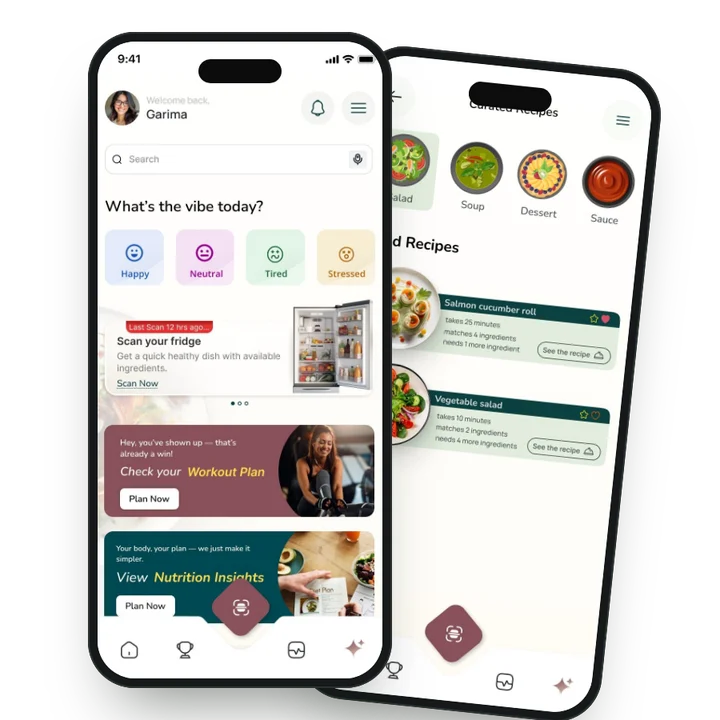 9:41
Welcome back,
Garima
Search
What's the vibe today?
Happy
Neutral
Tired
Stressed
Last Scan 12 hrs ago...
Scan your fridge
Get a quick healthy dish with available
ingredients.
Scan Now
Hey, you've shown up — that's
already a win!
Check your Workout Plan
Plan Now
Your body, your plan — we just make it
simpler.
View Nutrition Insights
Plan Now
Curated Recipes
Soup
Dessert
Sauce
Recipes
Salmon cucumber roll
takes 25 minutes
matches 4 ingredients
needs 1 more ingredient
See the recipe
Vegetable salad
takes 10 minutes
matches 2 ingredients
needs 4 more ingredients
See the recipe